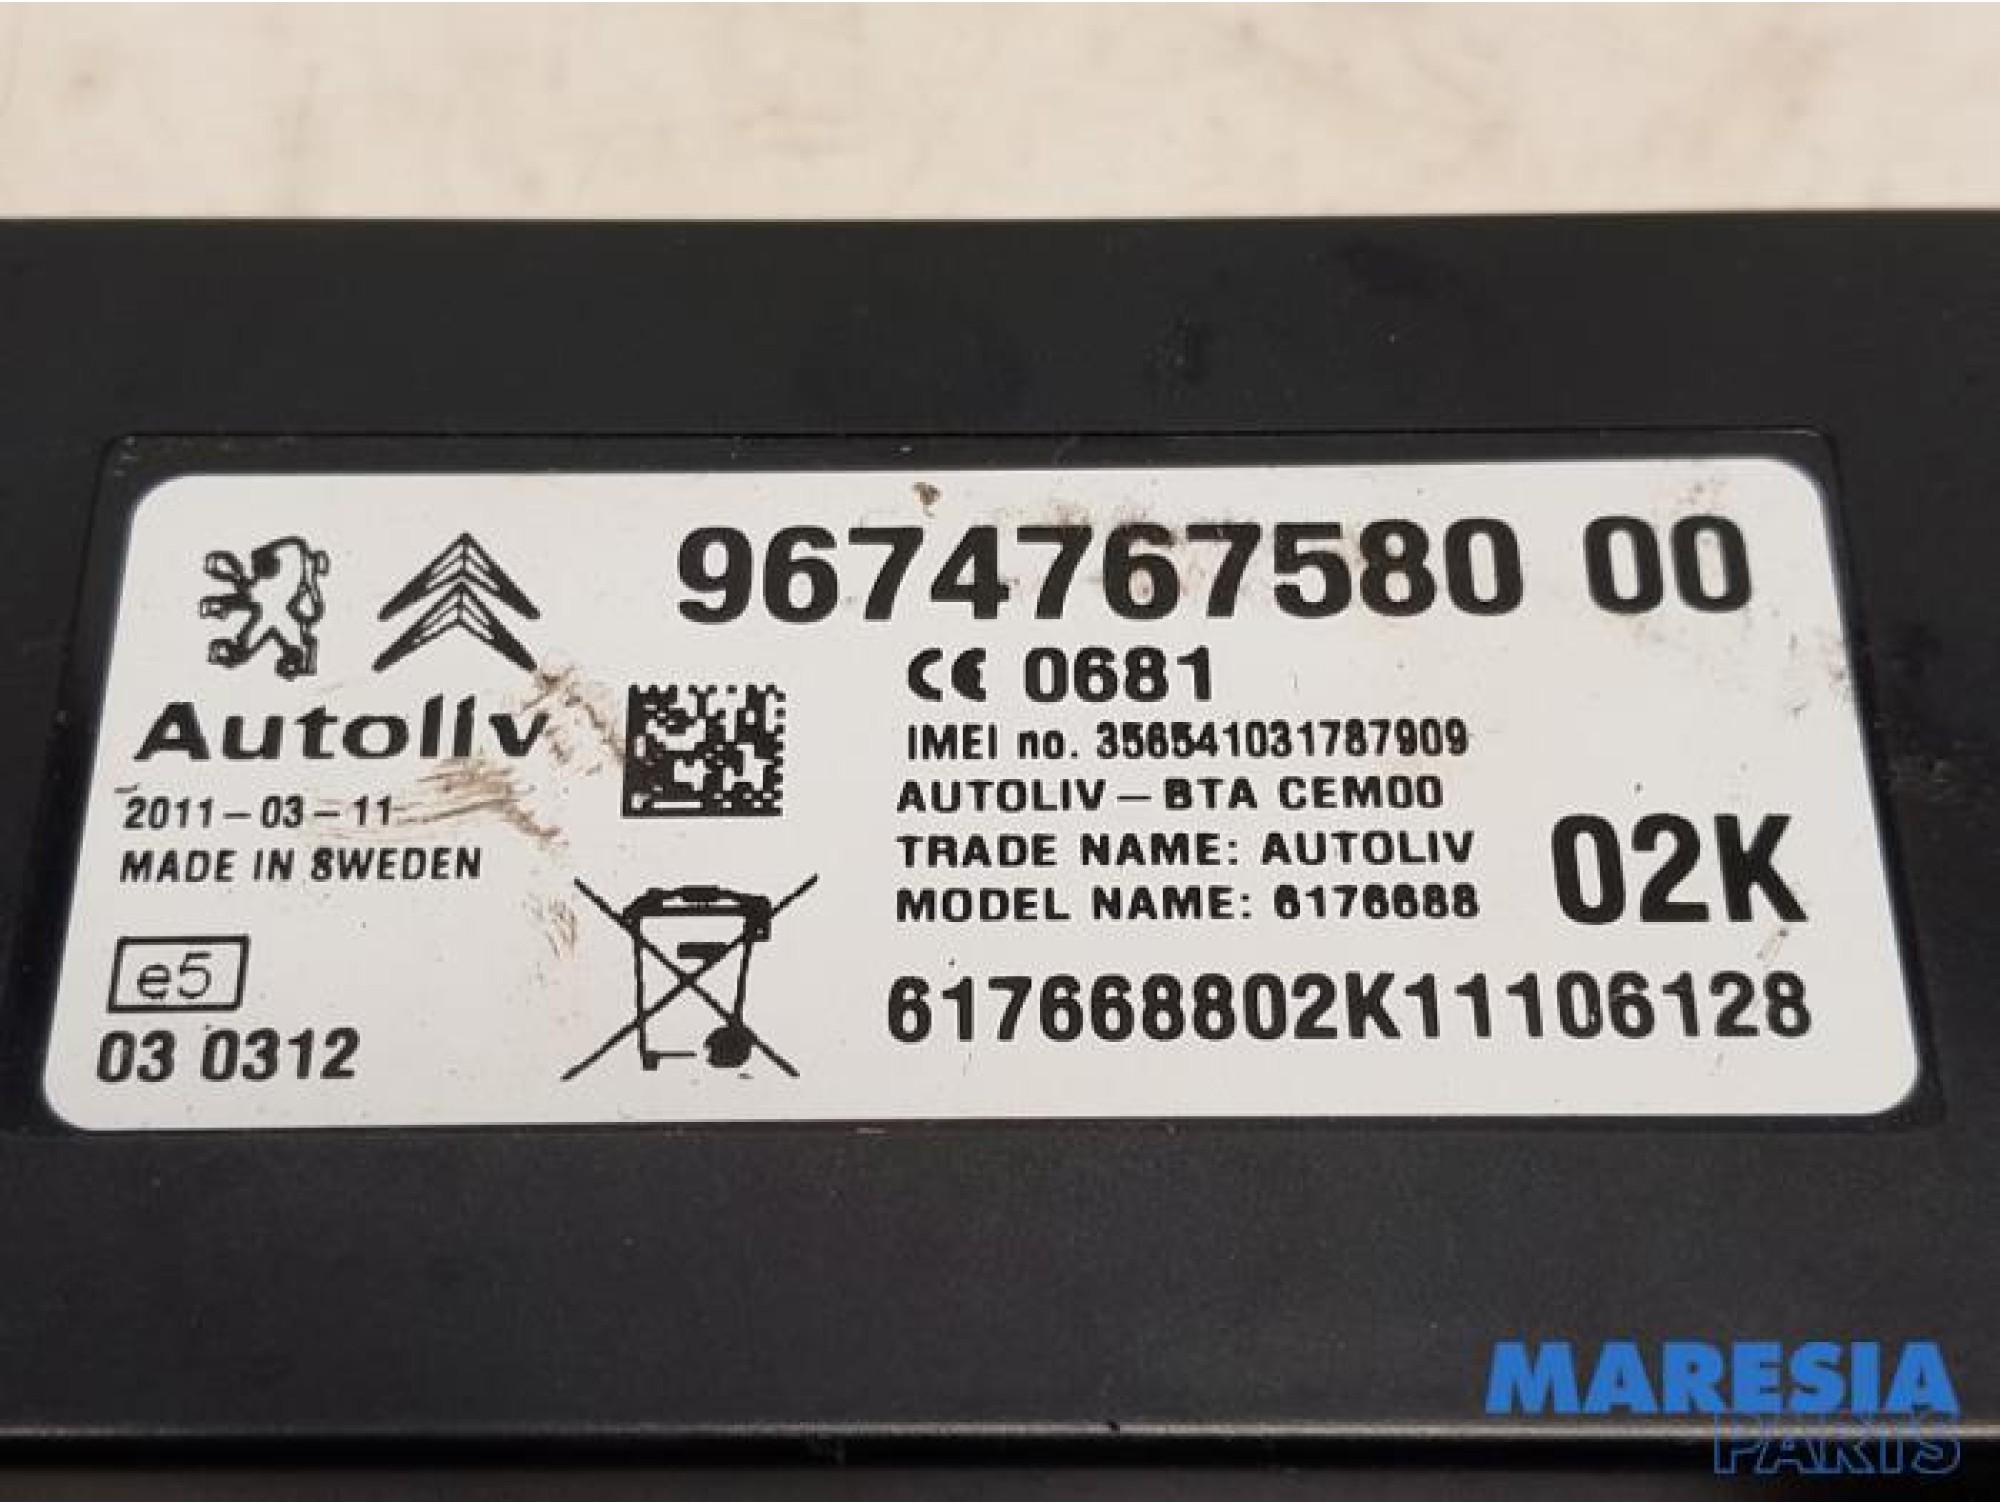 9674767580 00
CE 0681
Autoliv
IMEI no. 356541031787909
2011-03-11
AUTOLIV-BTA CEM00
MADE IN SWEDEN
TRADE NAME: AUTOLIV
02K
MODEL NAME: 6176688
e5
617668802K11106128
03 0312
MARESIA
PARTS